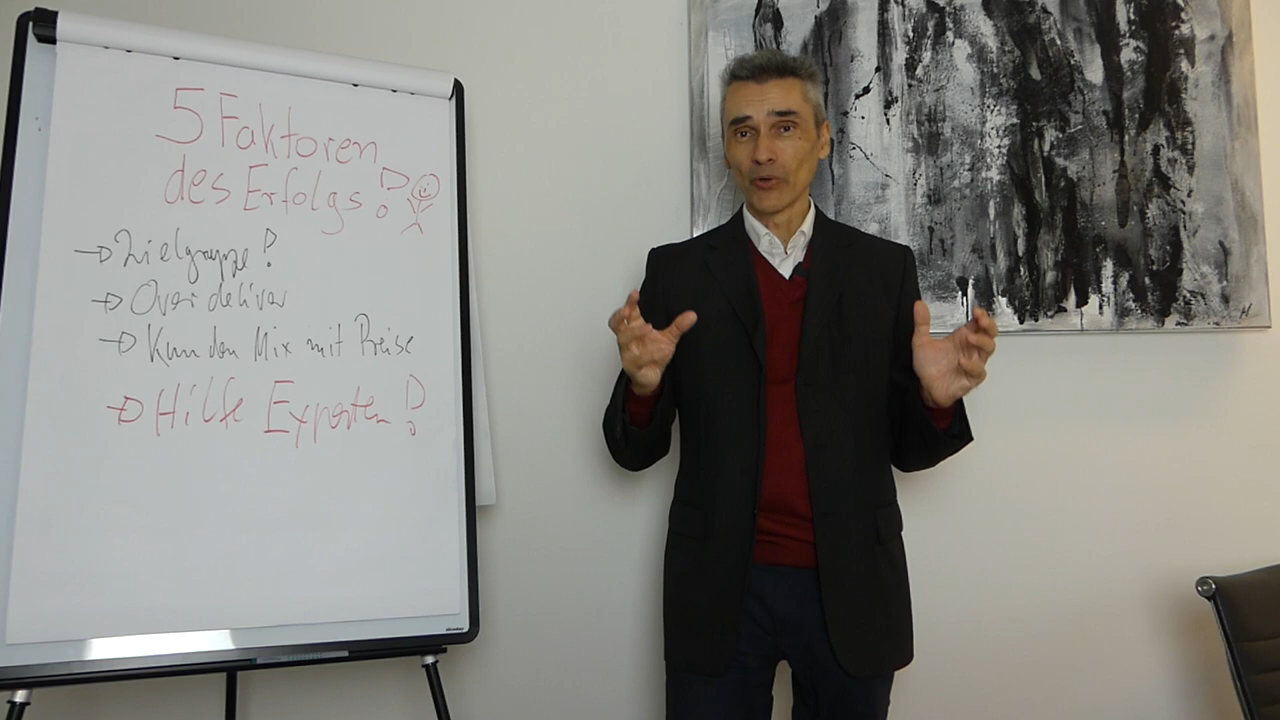 5 Faktoren
des Erfolgs!
→ Zielgruppe!
→ Over deliver
→ Kunden Mix mit Preise
→ Hilfe Experten!